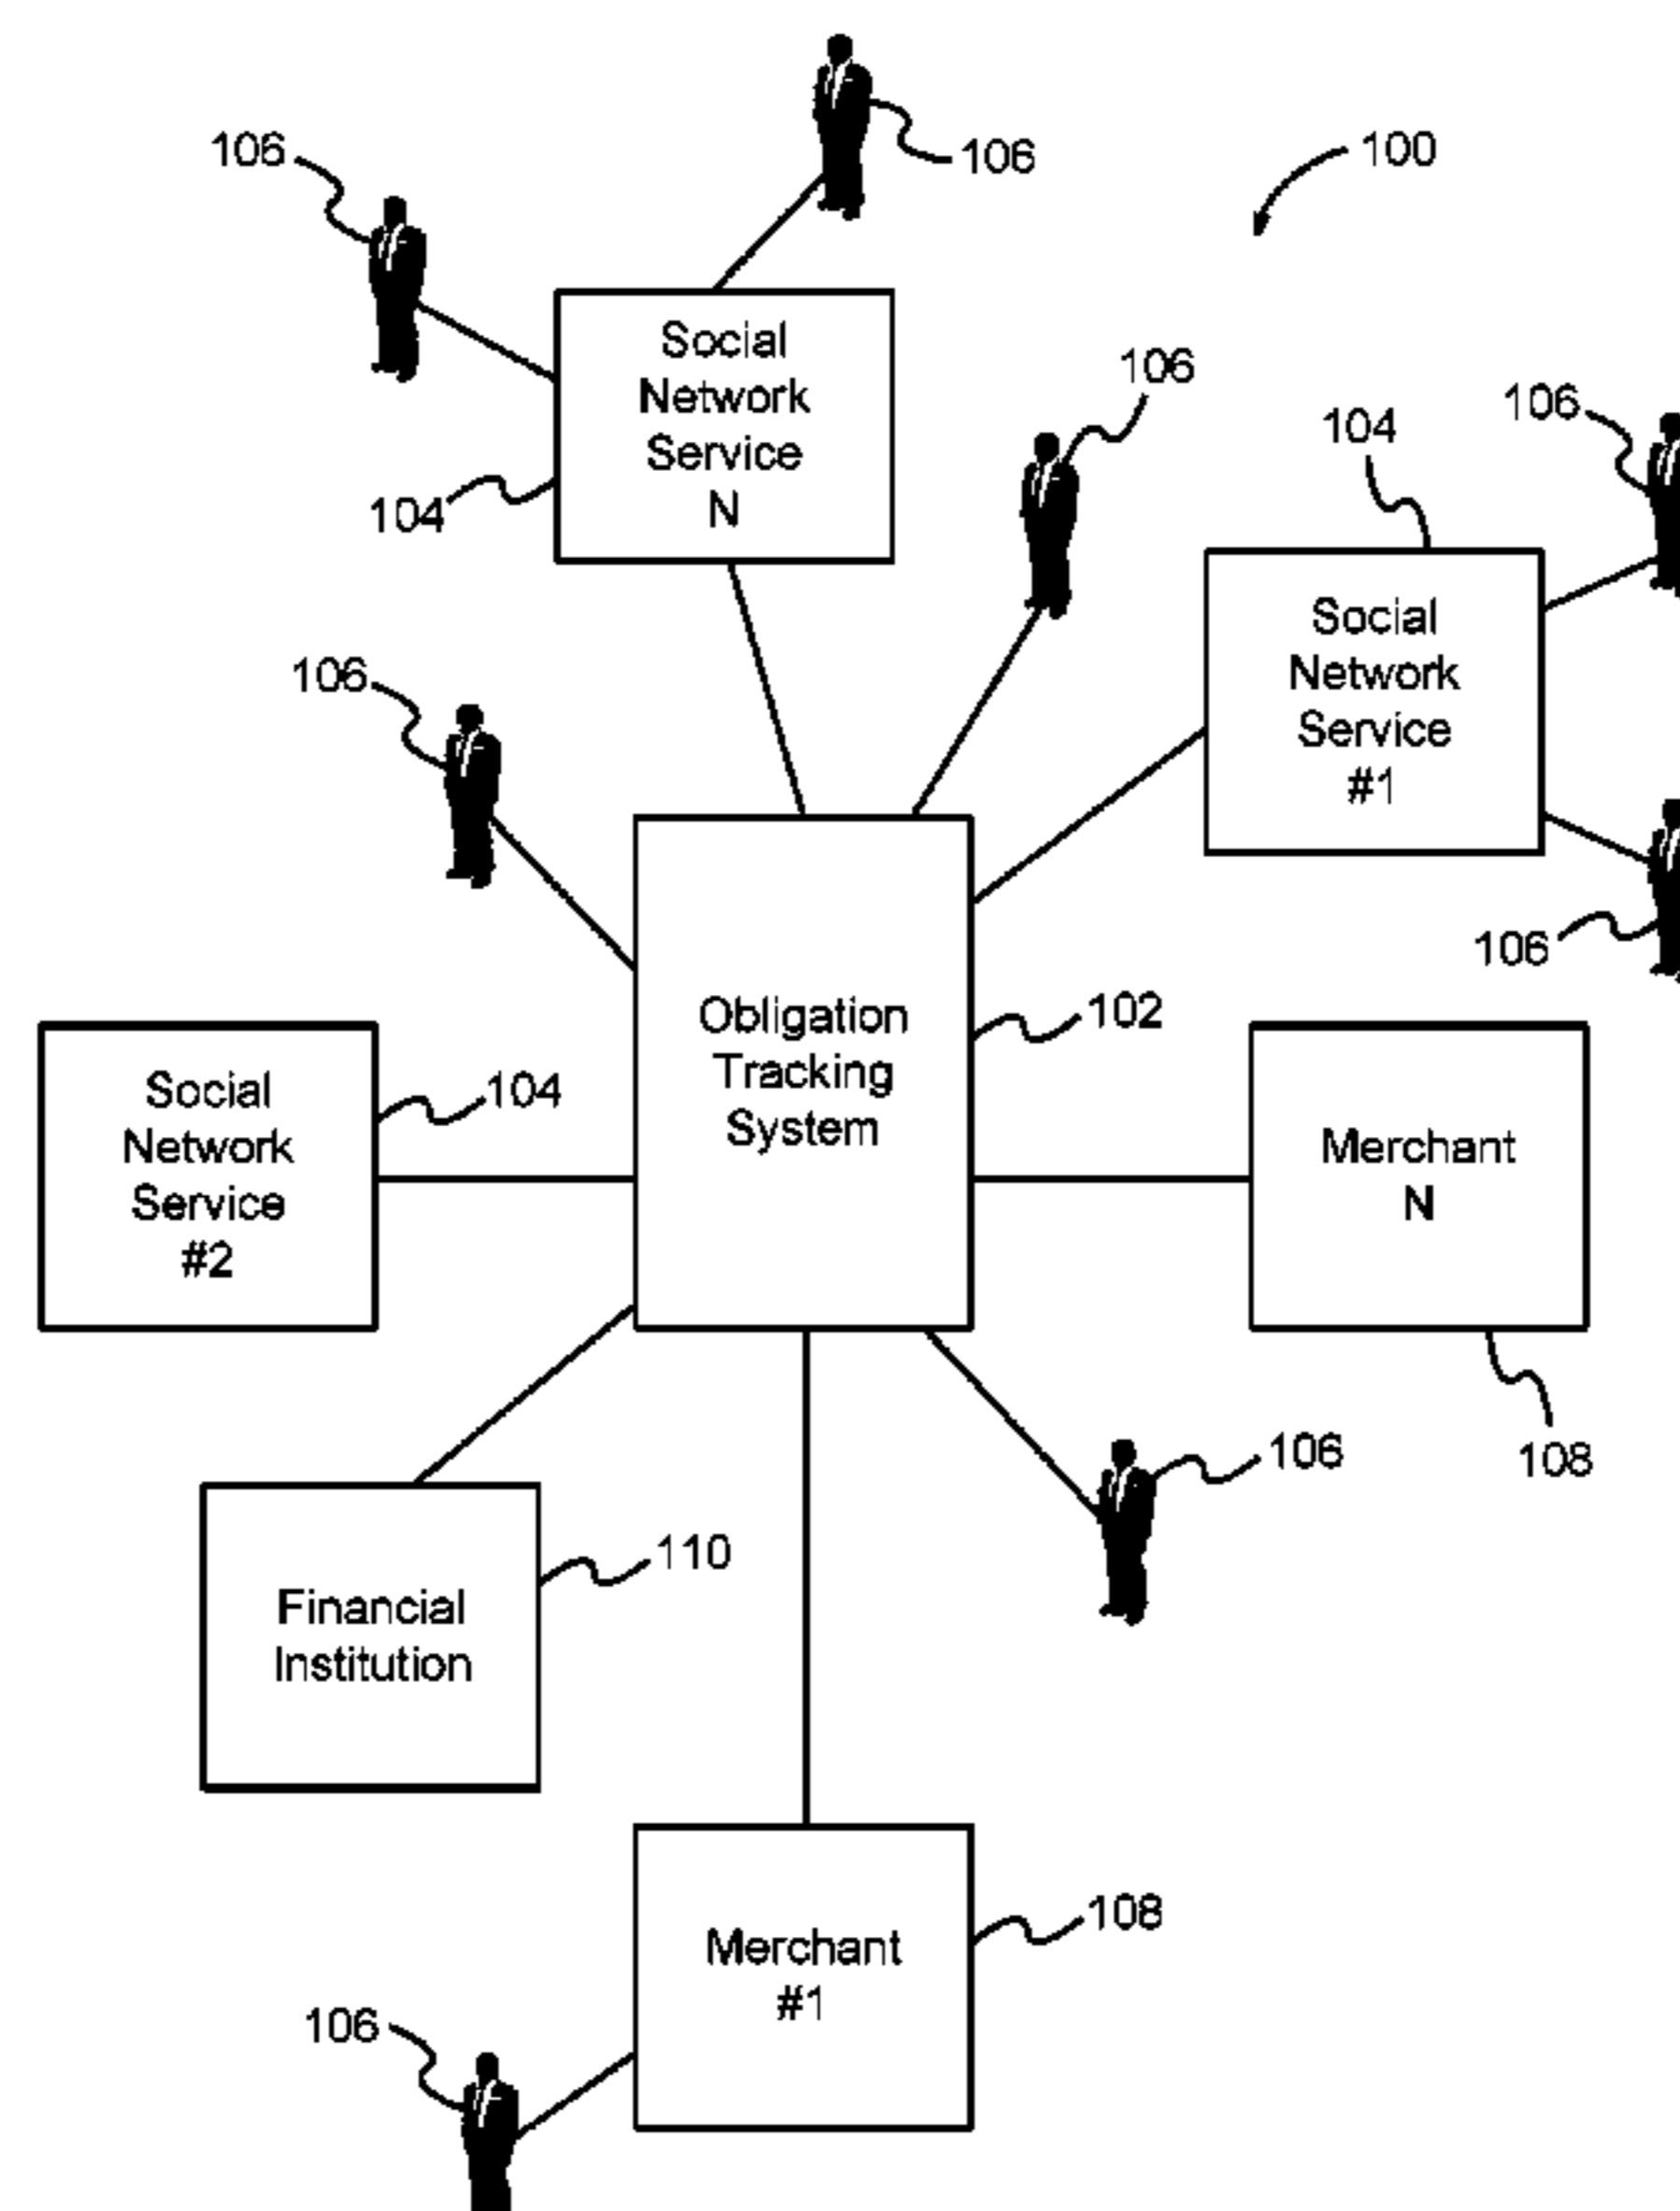 106
106
100
Social
Network
Service
N
104
106
104
106
Social
Network
Service
#1
106
106
Obligation
Tracking
System
102
Social
Network
Service
#2
104
Merchant
N
108
106
Financial
Institution
110
Merchant
#1
108
106